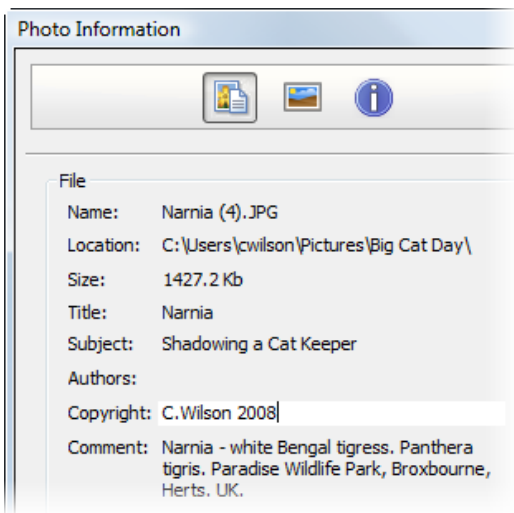 Photo Information
File
Name: Narnia (4).JPG
Location: C:\Users\cwilson\Pictures\Big Cat Day\
Size: 1427.2 Kb
Title: Narnia
Subject: Shadowing a Cat Keeper
Authors:
Copyright: C.Wilson 2008
Comment: Narnia - white Bengal tigress. Panthera
tigris. Paradise Wildlife Park, Broxbourne,
Herts. UK.